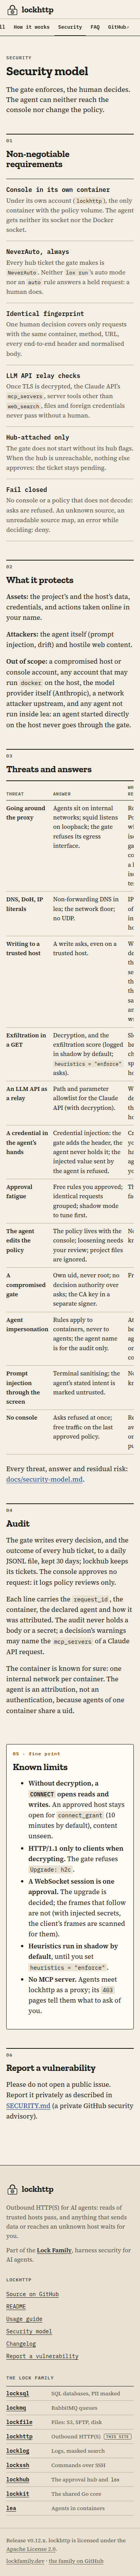 lockhttp
ll How it works Security FAQ GitHub↗
SECURITY
Security model
The gate enforces, the human decides.
The agent can neither reach the
console nor change the policy.
01
Non-negotiable
requirements
Console in its own container
Under its own account (lockhttp), the only
container with the policy volume. The agent
gets neither its socket nor the Docker
socket.
NeverAuto, always
Every hub ticket the gate makes is
NeverAuto. Neither lox run's auto mode
nor an auto rule answers a held request: a
human does.
Identical fingerprint
One human decision covers only requests
with the same container, method, URL,
every end-to-end header and normalised
body.
LLM API relay checks
Once TLS is decrypted, the Claude API's
mcp_servers, server tools other than
web_search, files and foreign credentials
never pass without a human.
Hub-attached only
The gate does not start without its hub flags.
When the hub is unreachable, nothing else
approves: the ticket stays pending.
Fail closed
No console or a policy that does not decode:
asks are refused. An unknown source, an
unreadable source map, an error while
deciding: deny.
02
What it protects
Assets: the project's and the host's data,
credentials, and actions taken online in
your name.
Attackers: the agent itself (prompt
injection, drift) and hostile web content.
Out of scope: a compromised host or
console account, any account that may
run docker on the host, the model
provider itself (Anthropic), a network
attacker upstream, and any agent not
run inside lea: an agent started directly
on the host never goes through the gate.
03
Threats and answers
THREAT ANSWER
Going around
the proxy
Agents sit on internal
networks; squid listens
on loopback; the gate
refuses its egress
interface.
DNS, DoH, IP
literals
Non-forwarding DNS in
lea; the network floor;
no UDP.
Writing to a
trusted host
A write asks, even on a
trusted host.
Exfiltration in
a GET
Decryption, and the
exfiltration score (logged
in shadow by default;
heuristics = "enforce"
asks).
An LLM API as
a relay
Path and parameter
allowlist for the Claude
API (with decryption).
A credential in
the agent's
hands
Credential injection: the
gate adds the header, the
agent never holds it; the
injected value sent by
the agent is refused.
Approval
fatigue
Free rules you approved;
identical requests
grouped; shadow mode
to tune first.
The agent
edits the
policy
The policy lives with the
console; loosening needs
your review; project files
are ignored.
A
compromised
gate
Own uid, never root; no
decision authority over
asks; the CA key in a
separate signer.
Agent
impersonation
Rules apply to the
container; never to
agents; the agent name
is for the audit only.
Prompt
injection
through the
screen
Terminal sanitising; the
agent's stated intent is
marked untrusted.
No console Asks refused at once;
free traffic on the last
approved policy.
Every threat, answer and residual risk:
docs/security-model.md.
04
Audit
The gate writes every decision, and the
outcome of every hub ticket, to a daily
JSONL file, kept 30 days; lockhub keeps
its tickets. The console approves no
request: it logs policy reviews only.
Each line carries the request_id, the
container, the declared agent and how it
was attributed. The audit never holds a
body or a secret; a decision's warnings
may name the mcp_servers of a Claude
API request.
The container is known for sure: one
internal network per container. The
agent is an attribution, not an
authentication, because agents of one
container share a uid.
05 · fine print
Known limits
• Without decryption, a
CONNECT opens reads and
writes. An approved host stays
open for connect_grant (10
minutes by default), content
unseen.
• HTTP/1.1 only to clients when
decrypting. The gate refuses
Upgrade: h2c.
• A WebSocket session is one
approval. The upgrade is
decided; the frames that follow
are not (with injected secrets,
the client's frames are scanned
for them).
• Heuristics run in shadow by
default, until you set
heuristics = "enforce".
• No MCP server. Agents meet
lockhttp as a proxy; its 403
pages tell them what to ask of
you.
06
Report a vulnerability
Please do not open a public issue.
Report it privately as described in
SECURITY.md (a private GitHub security
advisory).
lockhttp
Outbound HTTP(S) for AI agents: reads of
trusted hosts pass, and anything that sends
data or reaches an unknown host waits for
you.
Part of the Lock Family, harness security for
AI agents.
LOCKHTTP
Source on GitHub
README
Usage guide
Security model
Changelog
Report a vulnerability
THE LOCK FAMILY
locksql SQL databases, PII masked
lockmq RabbitMQ queues
lockfile Files: S3, SFTP, disk
lockhttp Outbound HTTP(S) THIS SITE
locklog Logs, masked search
lockssh Commands over SSH
lockhub The approval hub and lox
lockkit The shared Go core
lea Agents in containers
Release v0.12.x. lockhttp is licensed under the
Apache License 2.0.
lockfamily.dev · the family on GitHub